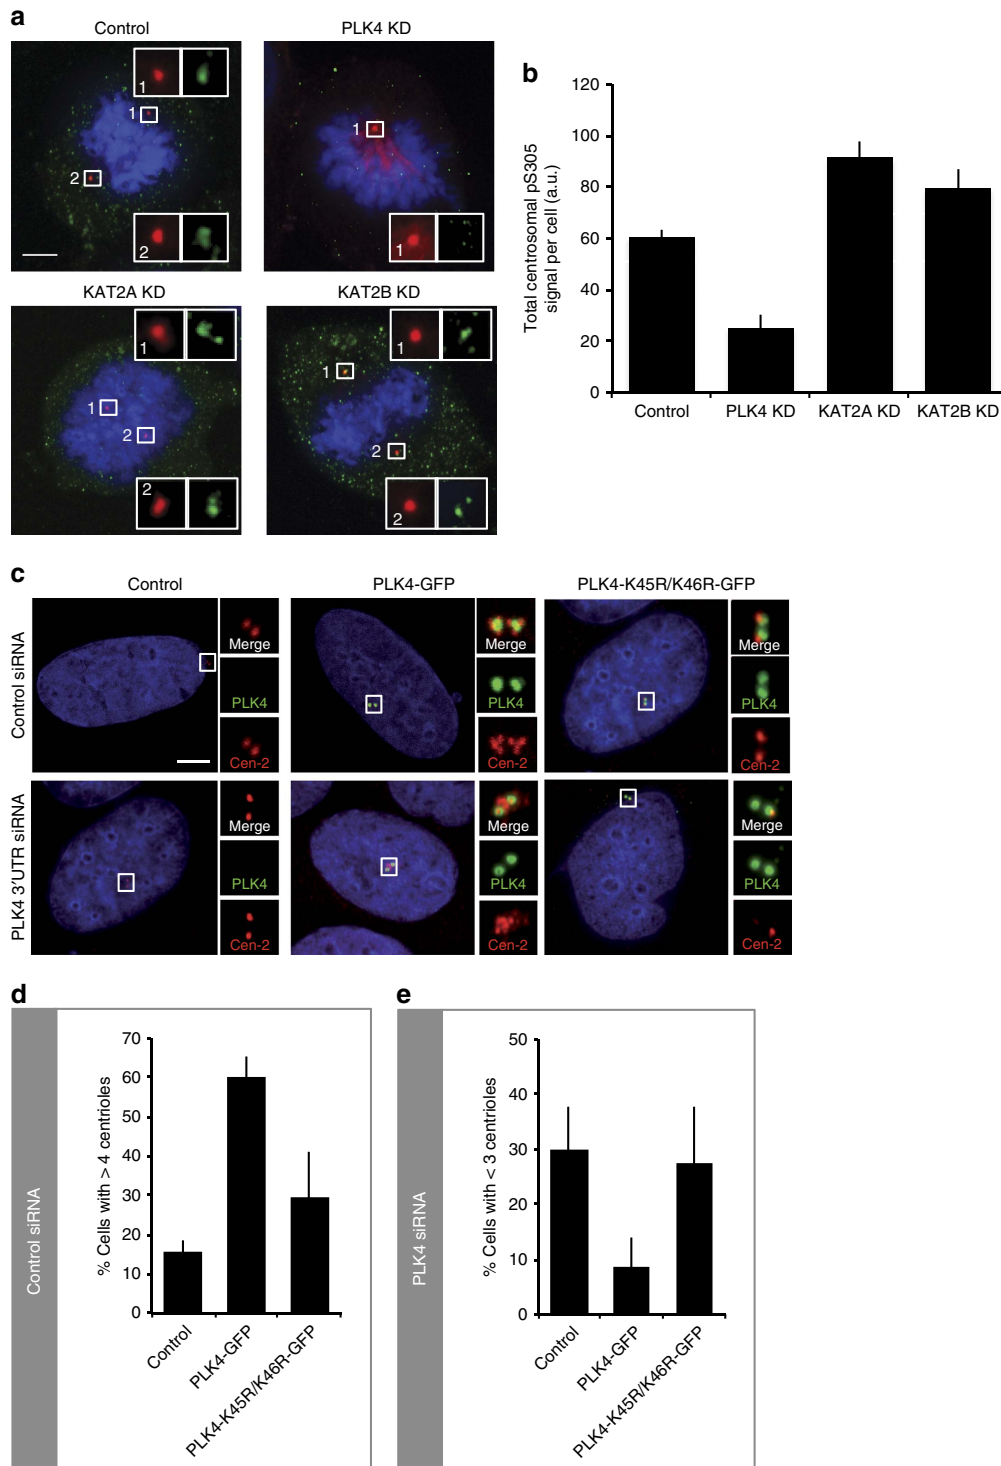 a
Control
PLK4 KD
1
1
2
2
1
1
KAT2A KD
KAT2B KD
1
1
2
2
1
1
2
2
b
Total centrosomal pS305
signal per cell (a.u.)
120
100
80
60
40
20
0
Control
PLK4 KD
KAT2A KD
KAT2B KD
c
Control
PLK4-GFP
PLK4-K45R/K46R-GFP
Control siRNA
Merge
PLK4
Cen-2
Merge
PLK4
Cen-2
Merge
PLK4
Cen-2
PLK4 3′UTR siRNA
Merge
PLK4
Cen-2
Merge
PLK4
Cen-2
Merge
PLK4
Cen-2
d
Control siRNA
% Cells with > 4 centrioles
70
60
50
40
30
20
10
0
Control
PLK4-GFP
PLK4-K45R/K46R-GFP
e
PLK4 siRNA
% Cells with < 3 centrioles
50
40
30
20
10
0
Control
PLK4-GFP
PLK4-K45R/K46R-GFP